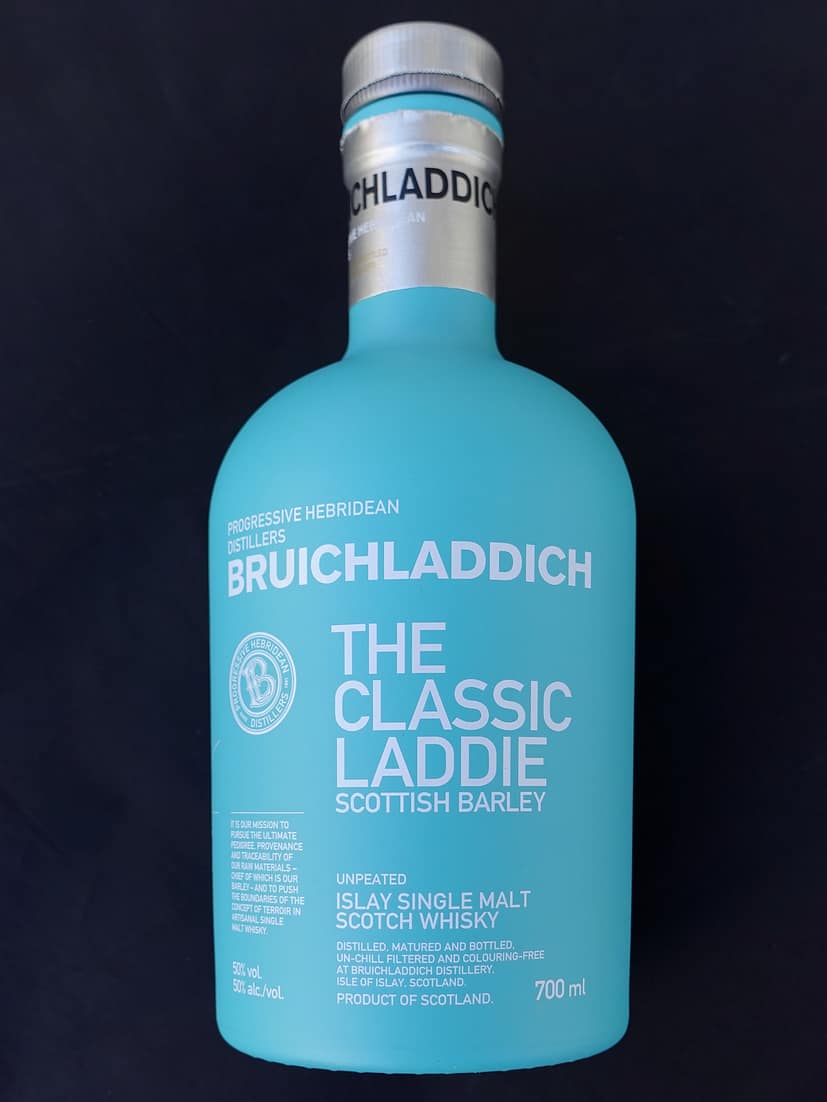 CHLADDIC
HEBRIDEAN
PROGRESSIVE HEBRIDEAN
DISTILLERS
BRUICHLADDICH
PROGRESSIVE HEBRIDEAN DISTILLERS
B
THE
CLASSIC
LADDIE
SCOTTISH BARLEY
IT IS OUR MISSION TO
PURSUE THE ULTIMATE
PEDIGREE, PROVENANCE
AND TRACEABILITY OF
OUR RAW MATERIALS –
CHIEF OF WHICH IS OUR
BARLEY – AND TO PUSH
THE BOUNDARIES OF THE
CONCEPT OF TERROIR IN
ARTISANAL SINGLE
MALT WHISKY.
UNPEATED
ISLAY SINGLE MALT
SCOTCH WHISKY
DISTILLED, MATURED AND BOTTLED,
UN-CHILL FILTERED AND COLOURING-FREE
AT BRUICHLADDICH DISTILLERY,
ISLE OF ISLAY, SCOTLAND.
PRODUCT OF SCOTLAND.
50% vol.
50% alc./vol.
700 ml